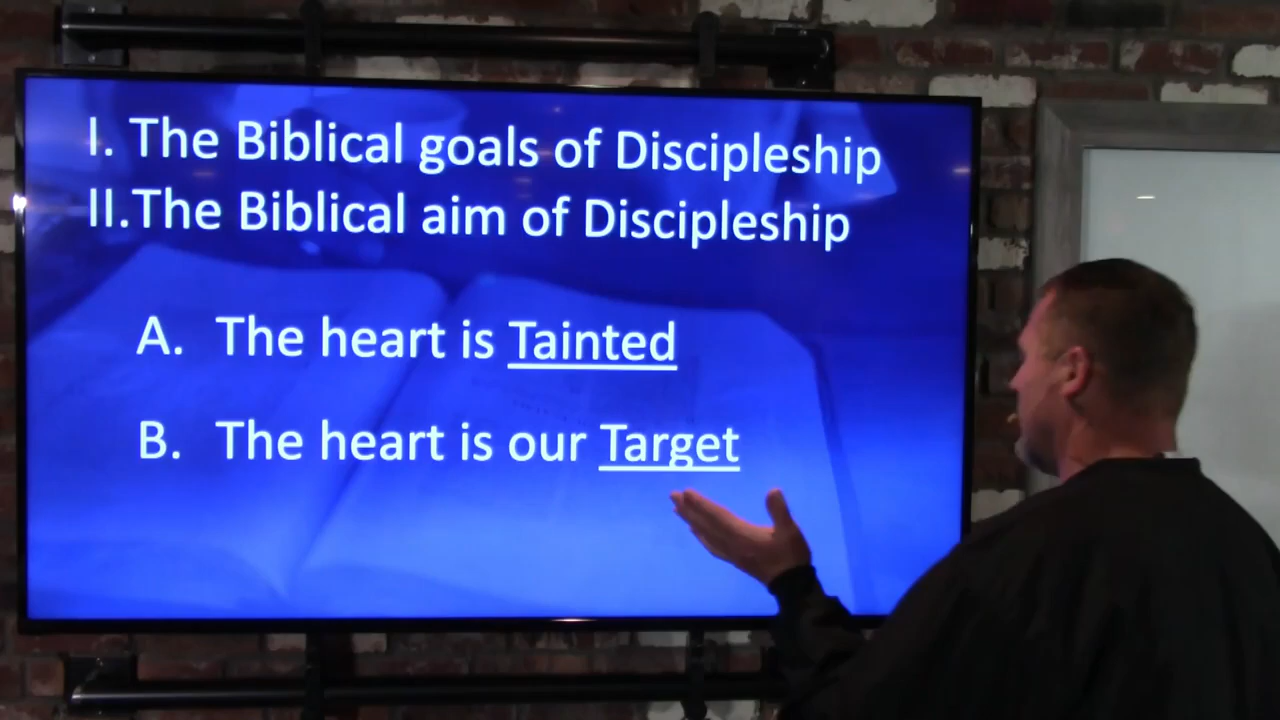 I. The Biblical goals of Discipleship
II.The Biblical aim of Discipleship
A. The heart is Tainted
B. The heart is our Target